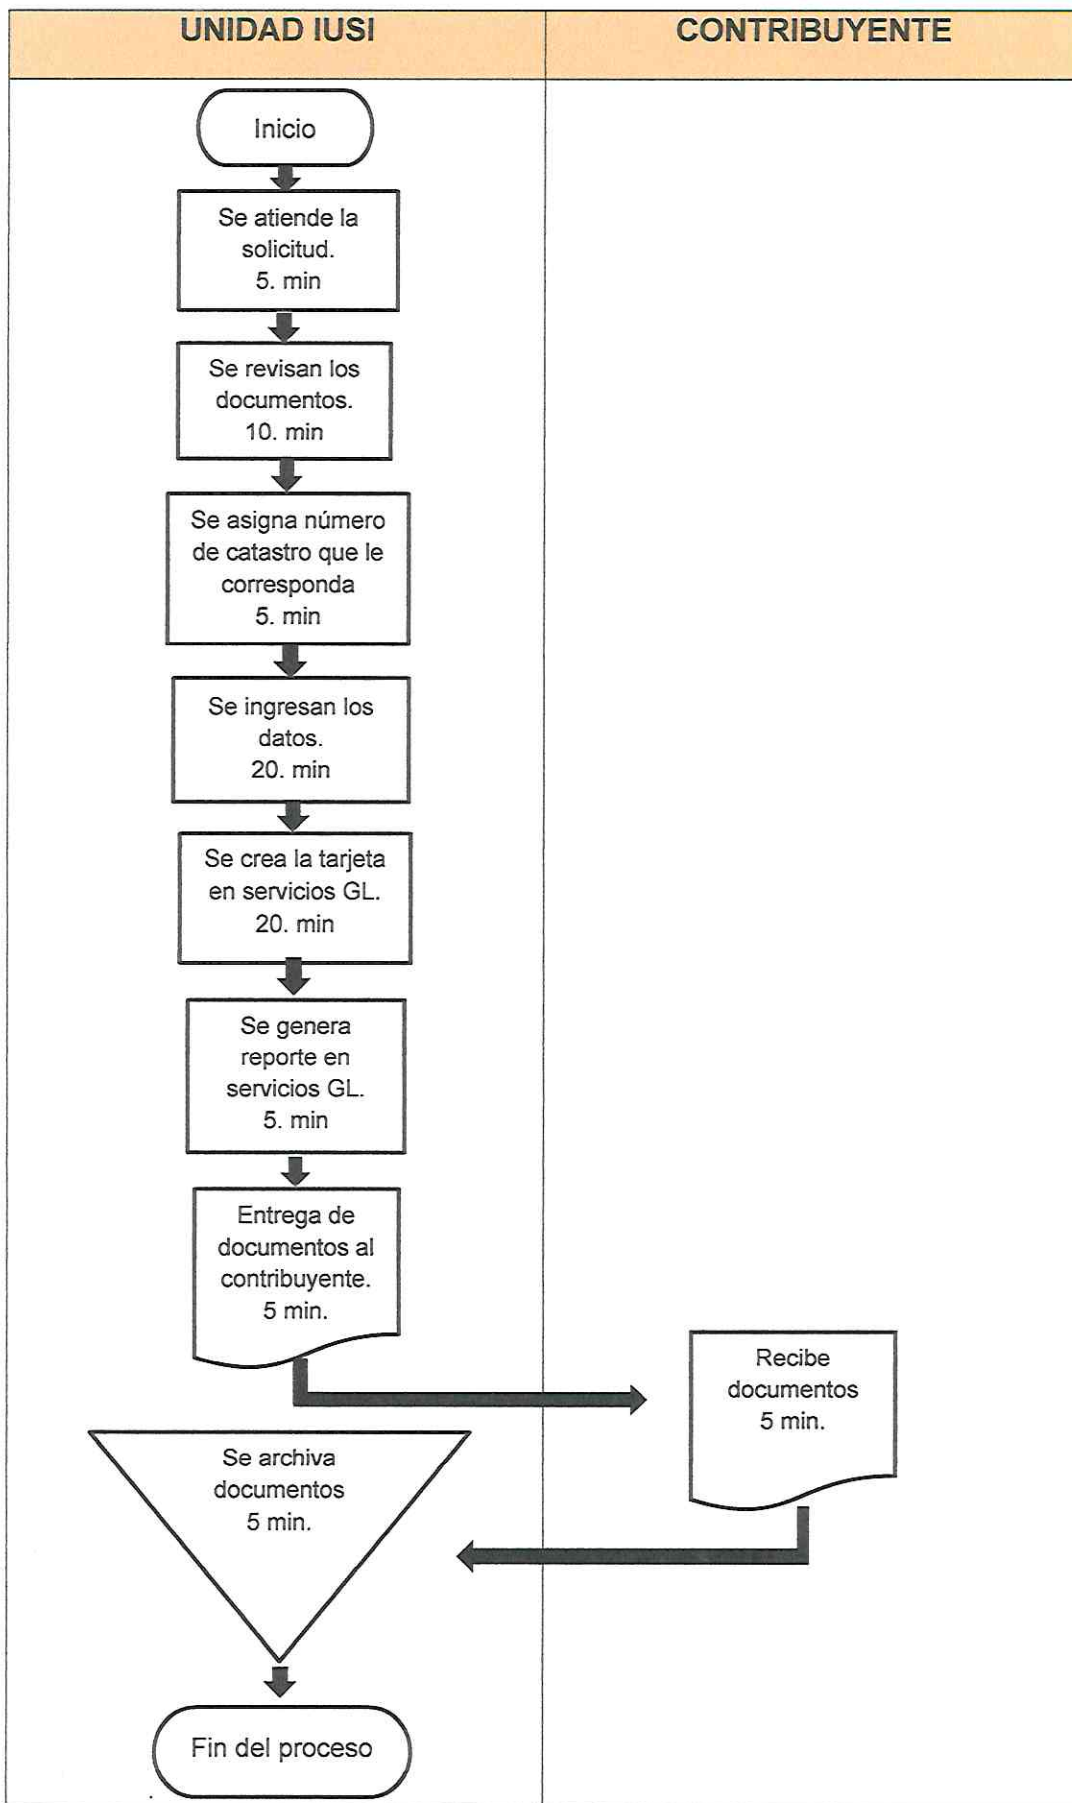 UNIDAD IUSI
CONTRIBUYENTE
Inicio
Se atiende la
solicitud.
5. min
Se revisan los
documentos.
10. min
Se asigna número
de catastro que le
corresponda
5. min
Se ingresan los
datos.
20. min
Se crea la tarjeta
en servicios GL.
20. min
Se genera
reporte en
servicios GL.
5. min
Entrega de
documentos al
contribuyente.
5 min.
Recibe
documentos
5 min.
Se archiva
documentos
5 min.
Fin del proceso